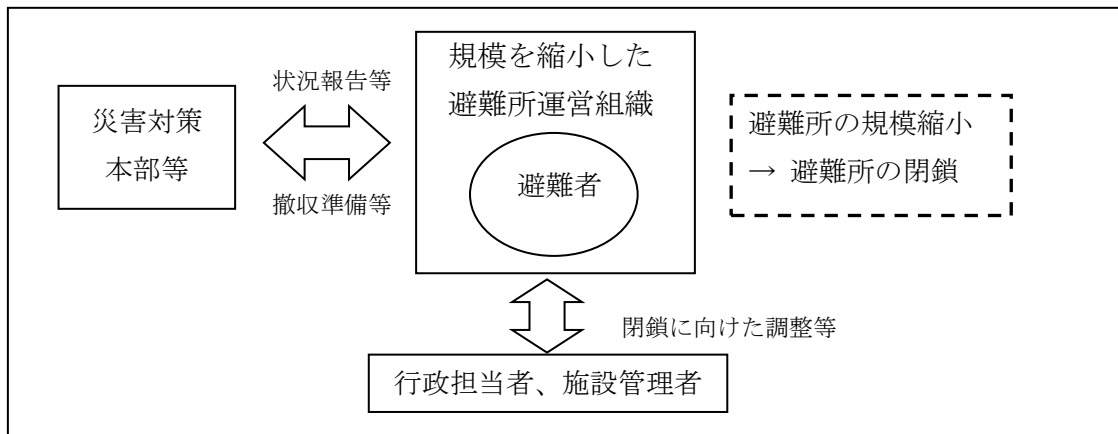 災害対策
本部等
状況報告等
撤収準備等
規模を縮小した
避難所運営組織
避難者
避難所の規模縮小
→ 避難所の閉鎖
閉鎖に向けた調整等
行政担当者、施設管理者